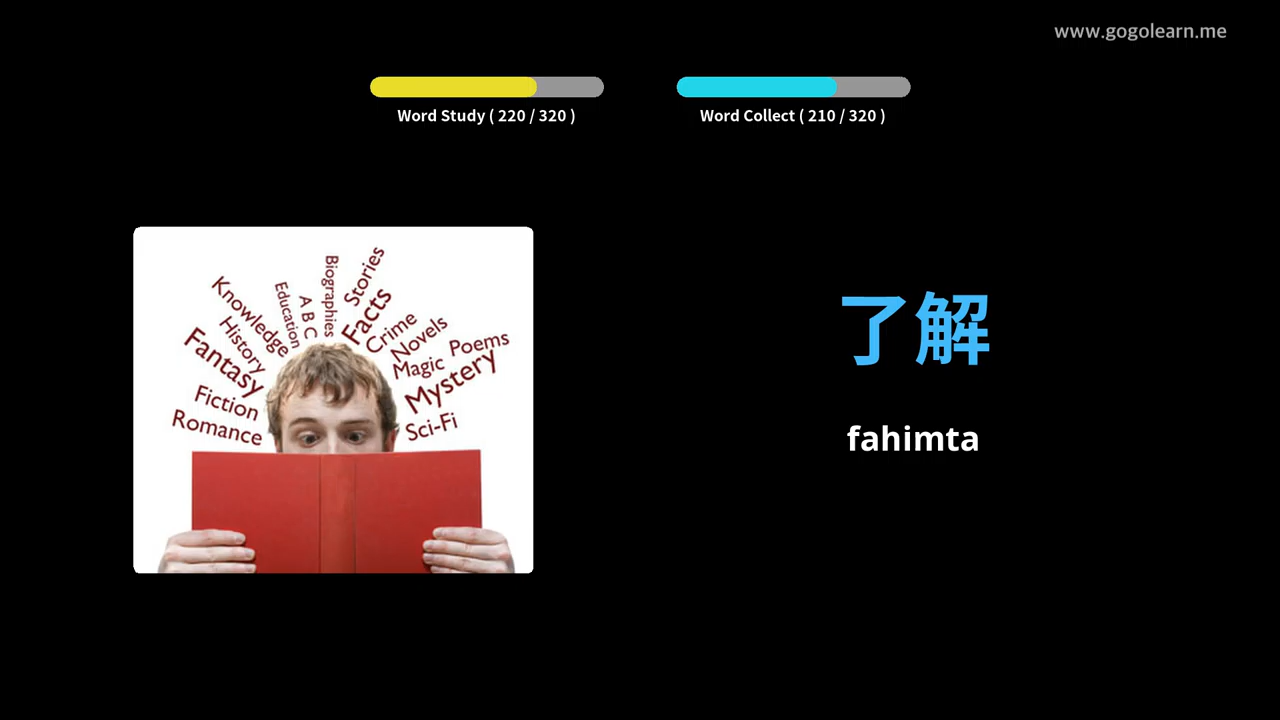 www.gogolearn.me
Word Study ( 220 / 320 )
Word Collect ( 210 / 320 )
Biographies
Stories
Education
A B C
Facts
Knowledge
Crime
History
Novels
Poems
Fantasy
Magic
Mystery
Fiction
Romance
Sci-Fi
了解
fahimta